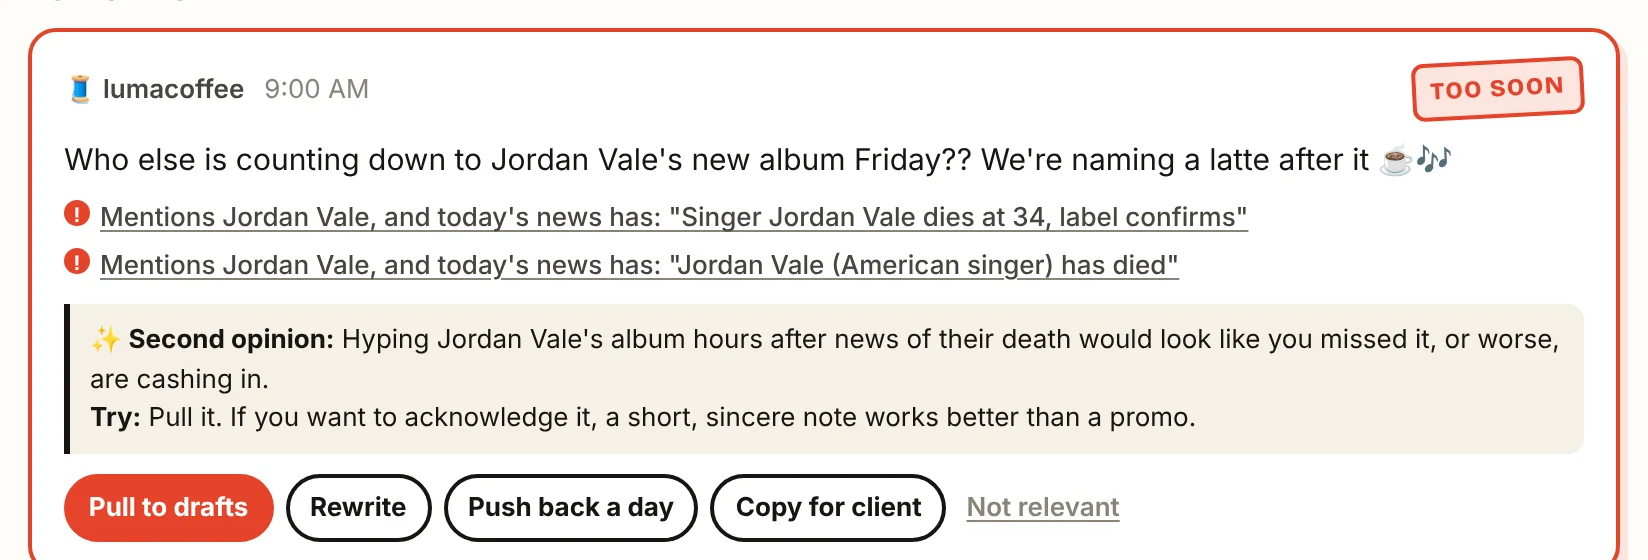 🧵 lumacoffee 9:00 AM
TOO SOON
Who else is counting down to Jordan Vale's new album Friday?? We're naming a latte after it ☕🎶
! Mentions Jordan Vale, and today's news has: "Singer Jordan Vale dies at 34, label confirms"
! Mentions Jordan Vale, and today's news has: "Jordan Vale (American singer) has died"
✨ Second opinion: Hyping Jordan Vale's album hours after news of their death would look like you missed it, or worse,
are cashing in.
Try: Pull it. If you want to acknowledge it, a short, sincere note works better than a promo.
Pull to drafts Rewrite Push back a day Copy for client Not relevant